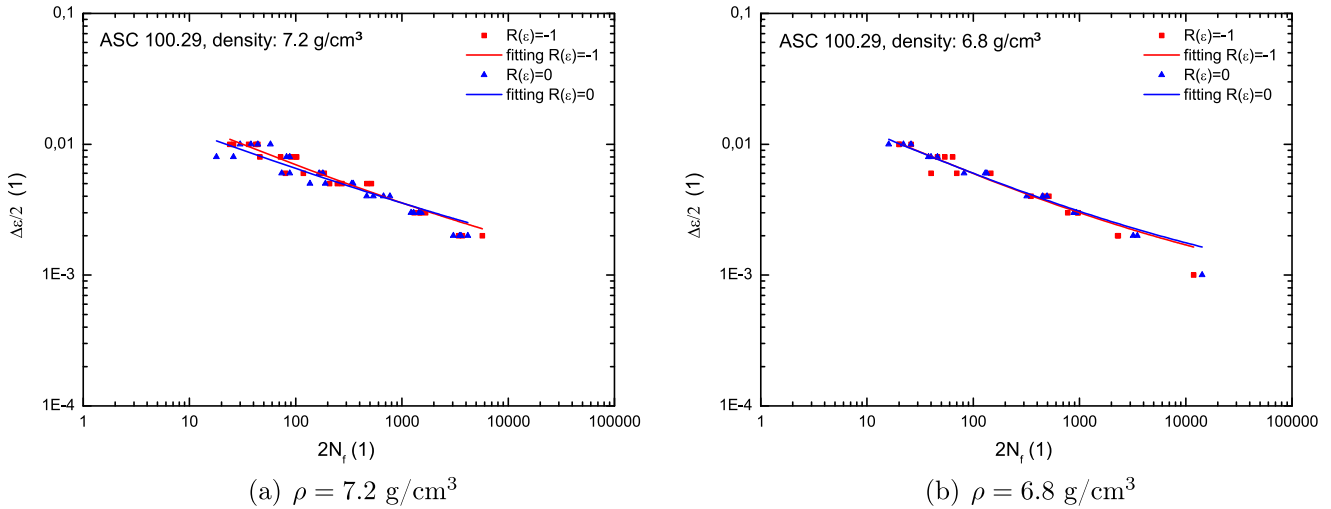 0,1
ASC 100.29, density: 7.2 g/cm³
R(ε)=-1
fitting R(ε)=-1
R(ε)=0
fitting R(ε)=0
0,01
1E-3
1E-4
Δε/2 (1)
1 10 100 1000 10000 100000
2N_f (1)
(a) ρ = 7.2 g/cm³
0,1
ASC 100.29, density: 6.8 g/cm³
R(ε)=-1
fitting R(ε)=-1
R(ε)=0
fitting R(ε)=0
0,01
1E-3
1E-4
Δε/2 (1)
1 10 100 1000 10000 100000
2N_f (1)
(b) ρ = 6.8 g/cm³